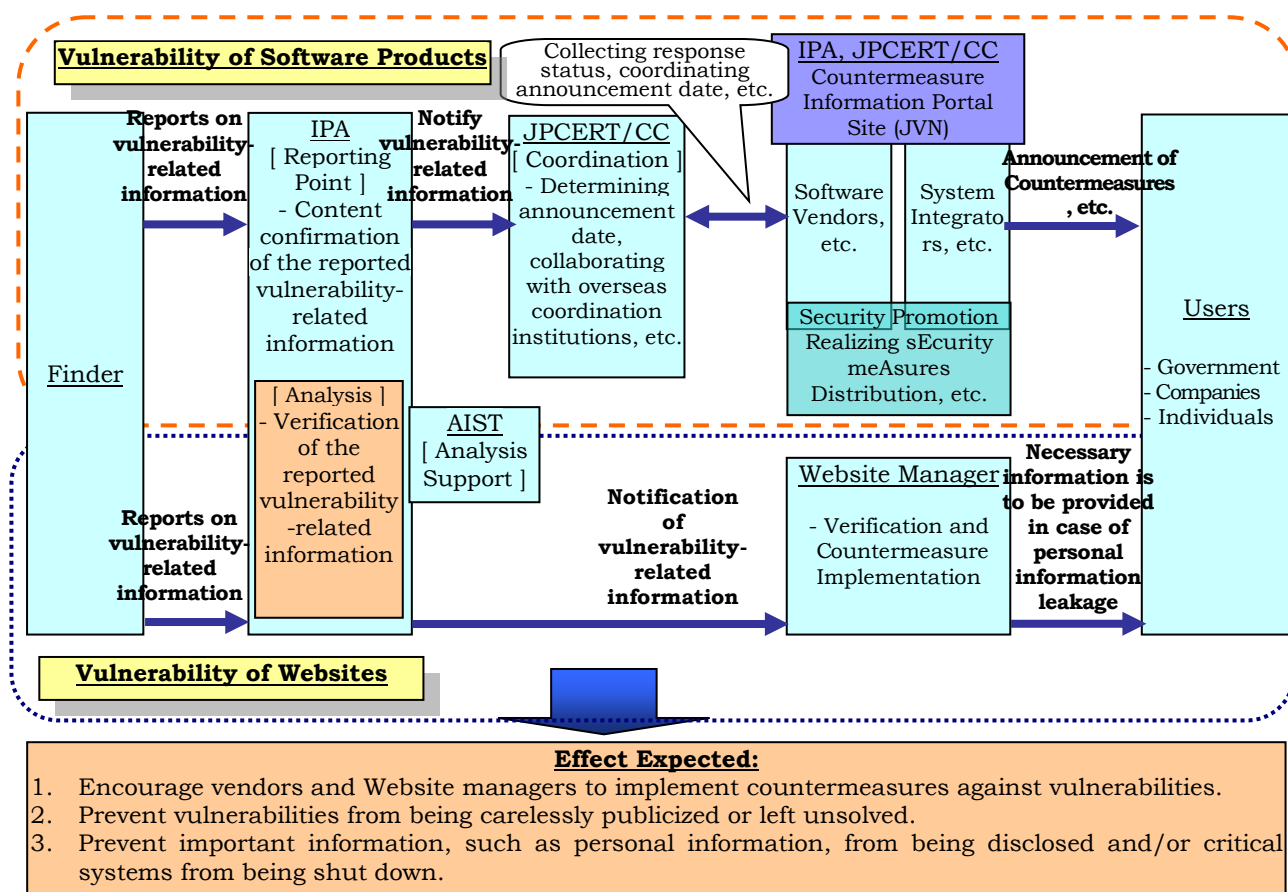 Vulnerability of Software Products
Collecting response
status, coordinating
announcement date, etc.
IPA, JPCERT/CC
Countermeasure
Information Portal
Site (JVN)
Finder
Reports on
vulnerability-
related
information
IPA
[ Reporting
Point ]
- Content
confirmation
of the reported
vulnerability-
related
information
Notify
vulnerability-
related
information
JPCERT/CC
[ Coordination ]
- Determining
announcement
date,
collaborating
with overseas
coordination
institutions, etc.
Software
Vendors,
etc.
System
Integrato
rs, etc.
Security Promotion
Realizing sEcurity
meAsures
Distribution, etc.
Announcement of
Countermeasures
, etc.
Users
- Government
- Companies
- Individuals
[ Analysis ]
- Verification
of the
reported
vulnerability
-related
information
AIST
[ Analysis
Support ]
Reports on
vulnerability-
related
information
Notification
of
vulnerability-
related
information
Website Manager
- Verification and
Countermeasure
Implementation
Necessary
information is
to be provided
in case of
personal
information
leakage
Vulnerability of Websites
Effect Expected:
1. Encourage vendors and Website managers to implement countermeasures against vulnerabilities.
2. Prevent vulnerabilities from being carelessly publicized or left unsolved.
3. Prevent important information, such as personal information, from being disclosed and/or critical
systems from being shut down.